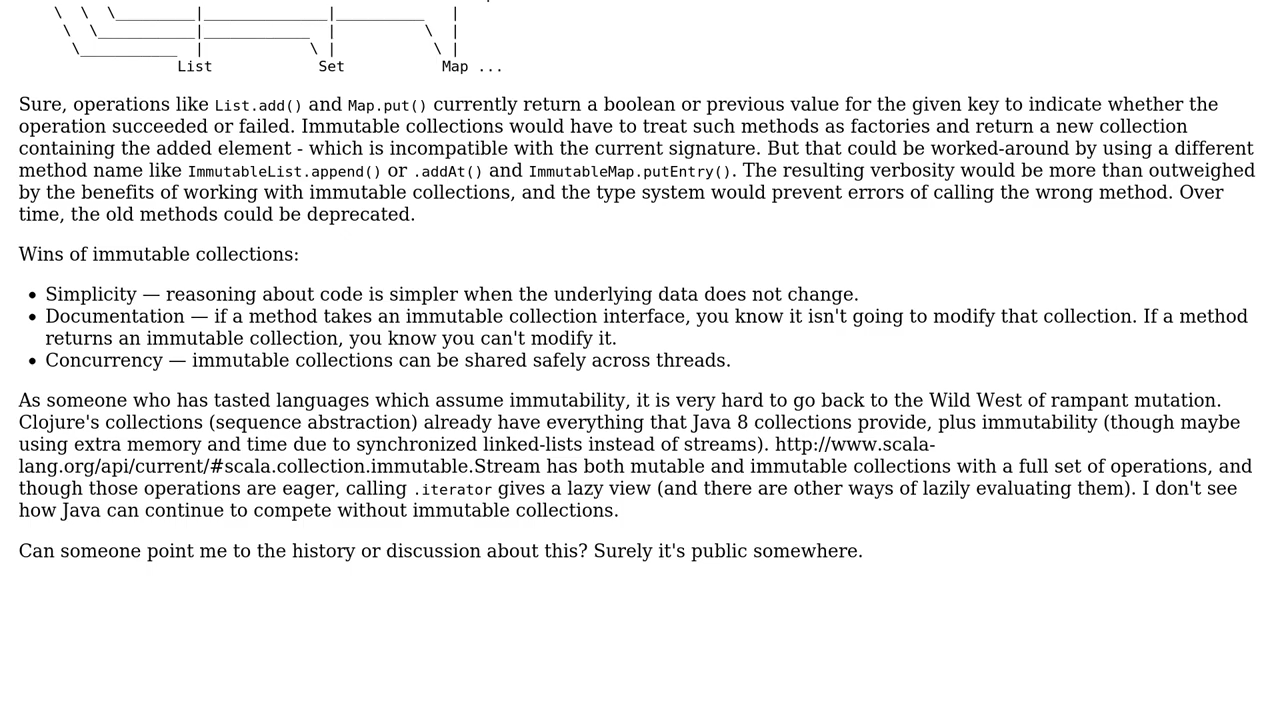 \  \  \_________|______________|__________   |
\  \___________|____________  |          \  |
\___________  |            \ |           \ |
List            Set           Map ...
Sure, operations like List.add() and Map.put() currently return a boolean or previous value for the given key to indicate whether the
operation succeeded or failed. Immutable collections would have to treat such methods as factories and return a new collection
containing the added element - which is incompatible with the current signature. But that could be worked-around by using a different
method name like ImmutableList.append() or .addAt() and ImmutableMap.putEntry(). The resulting verbosity would be more than outweighed
by the benefits of working with immutable collections, and the type system would prevent errors of calling the wrong method. Over
time, the old methods could be deprecated.
Wins of immutable collections:
• Simplicity — reasoning about code is simpler when the underlying data does not change.
• Documentation — if a method takes an immutable collection interface, you know it isn't going to modify that collection. If a method
returns an immutable collection, you know you can't modify it.
• Concurrency — immutable collections can be shared safely across threads.
As someone who has tasted languages which assume immutability, it is very hard to go back to the Wild West of rampant mutation.
Clojure's collections (sequence abstraction) already have everything that Java 8 collections provide, plus immutability (though maybe
using extra memory and time due to synchronized linked-lists instead of streams). http://www.scala-
lang.org/api/current/#scala.collection.immutable.Stream has both mutable and immutable collections with a full set of operations, and
though those operations are eager, calling .iterator gives a lazy view (and there are other ways of lazily evaluating them). I don't see
how Java can continue to compete without immutable collections.
Can someone point me to the history or discussion about this? Surely it's public somewhere.